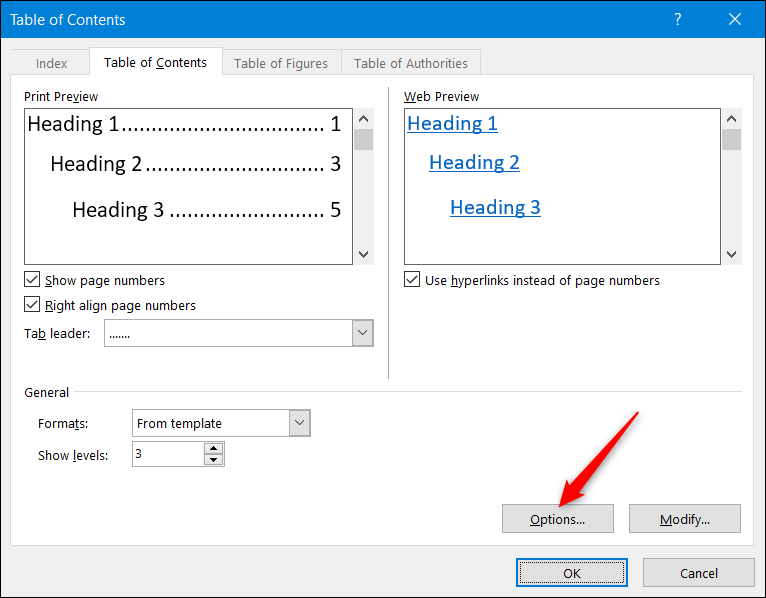 Table of Contents
?
Index
Table of Contents
Table of Figures
Table of Authorities
Print Preview
Heading 1.................................. 1
Heading 2.............................. 3
Heading 3 .......................... 5
Show page numbers
Right align page numbers
Tab leader: .......
Web Preview
Heading 1
Heading 2
Heading 3
Use hyperlinks instead of page numbers
General
Formats: From template
Show levels: 3
Options...
Modify...
OK
Cancel